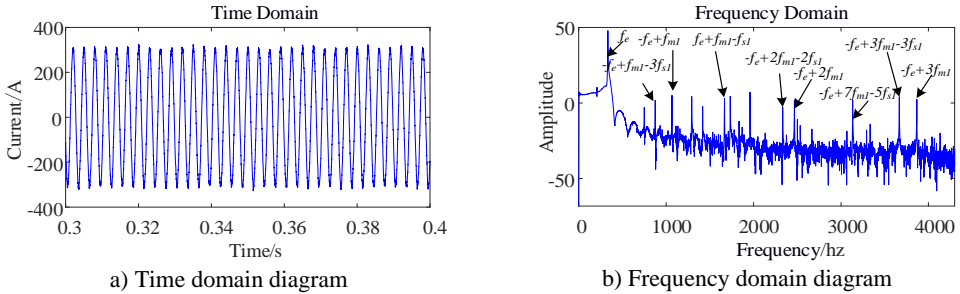 Time Domain
Current/A
400
200
0
-200
-400
0.3
0.32
0.34
0.36
0.38
0.4
Time/s
a) Time domain diagram
Frequency Domain
Amplitude
50
0
-50
fe
-fe+fm1
fe+fm1-fs1
-fe+3fm1-3fs1
-fe+2fm1-2fs1
-fe+fm1-3fs1
-fe+2fm1
-fe+3fm1
-fe+7fm1-5fs1
0
1000
2000
3000
4000
Frequency/hz
b) Frequency domain diagram